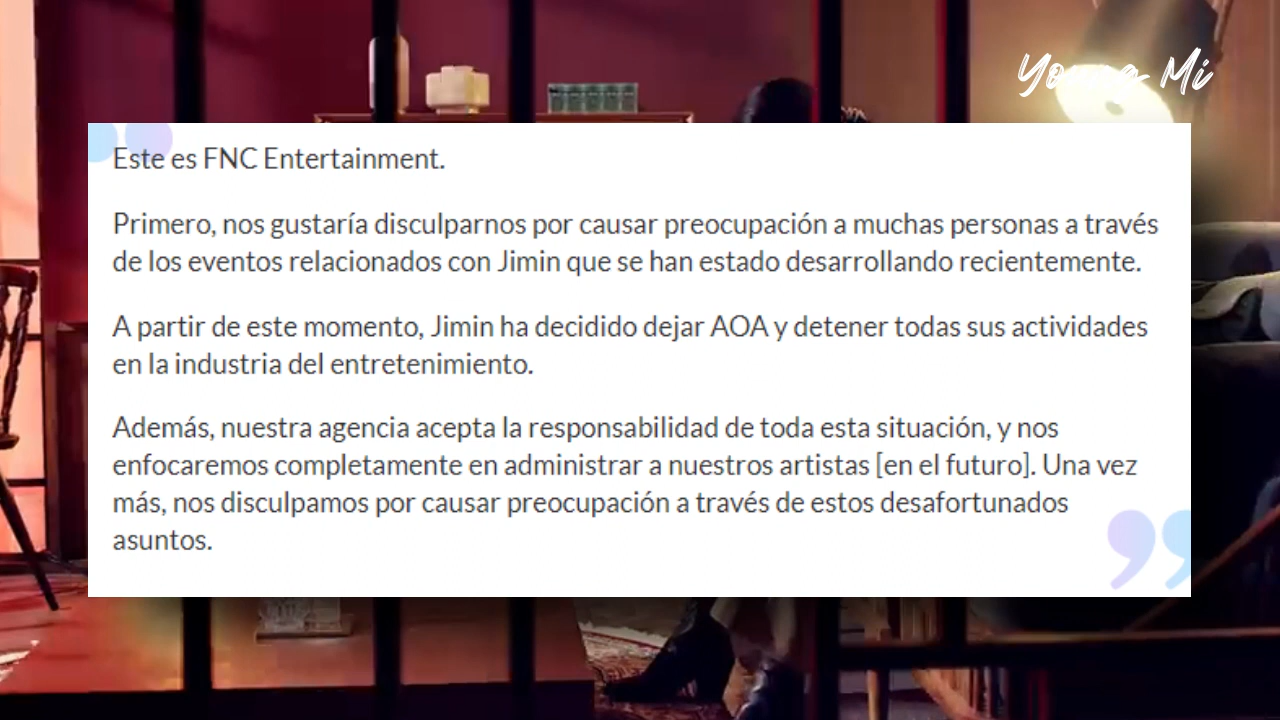 Young Mi
Este es FNC Entertainment.
Primero, nos gustaría disculparnos por causar preocupación a muchas personas a través
de los eventos relacionados con Jimin que se han estado desarrollando recientemente.
A partir de este momento, Jimin ha decidido dejar AOA y detener todas sus actividades
en la industria del entretenimiento.
Además, nuestra agencia acepta la responsabilidad de toda esta situación, y nos
enfocaremos completamente en administrar a nuestros artistas [en el futuro]. Una vez
más, nos disculpamos por causar preocupación a través de estos desafortunados
asuntos.